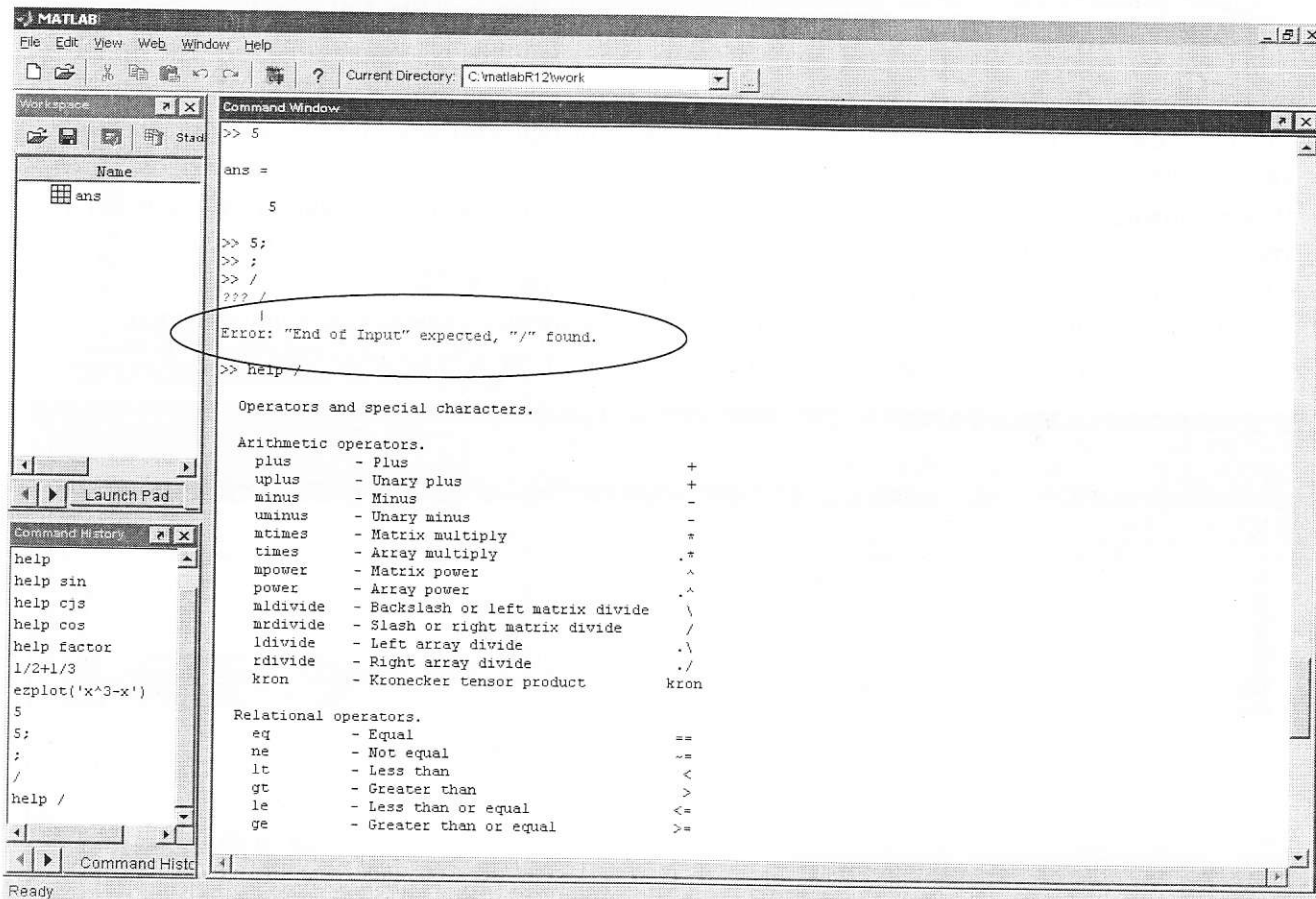 MATLAB
File Edit View Web Window Help
? Current Directory: C:\matlabR12\work ...
Workspace
Stad
Name
ans
Launch Pad
Command History
help
help sin
help cjs
help cos
help factor
1/2+1/3
ezplot('x^3-x')
5
5;
;
/
help /
Command Histo
Ready
Command Window
>> 5
ans =
5
>> 5;
>> ;
>> /
??? /
|
Error: "End of Input" expected, "/" found.
>> help /
Operators and special characters.
Arithmetic operators.
plus - Plus +
uplus - Unary plus +
minus - Minus -
uminus - Unary minus -
mtimes - Matrix multiply *
times - Array multiply .*
mpower - Matrix power ^
power - Array power .^
mldivide - Backslash or left matrix divide \
mrdivide - Slash or right matrix divide /
ldivide - Left array divide .\
rdivide - Right array divide ./
kron - Kronecker tensor product kron
Relational operators.
eq - Equal ==
ne - Not equal ~=
lt - Less than <
gt - Greater than >
le - Less than or equal <=
ge - Greater than or equal >=